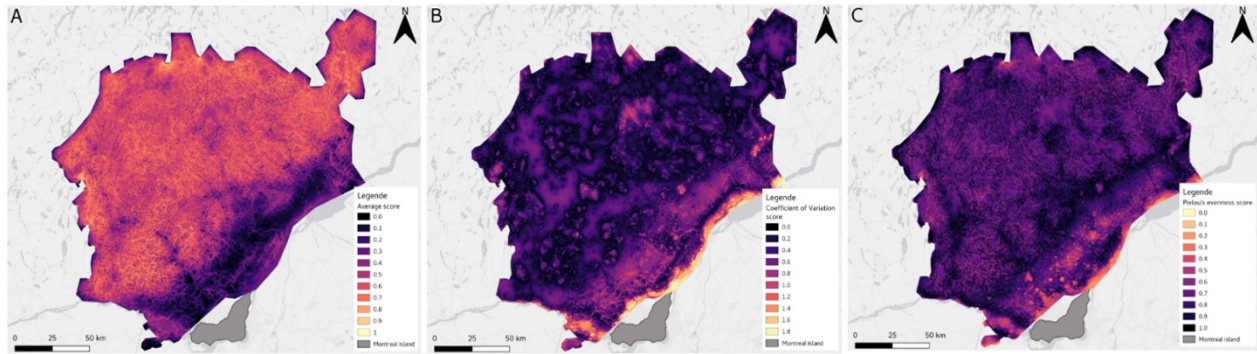 A
N
Legende
Average score
0.0
0.1
0.2
0.3
0.4
0.5
0.6
0.7
0.8
0.9
1
Montreal island
0 25 50 km
B
N
Legende
Coefficient of Variation
score
0.0
0.2
0.4
0.6
0.8
1.0
1.2
1.4
1.6
1.8
Montreal island
0 25 50 km
C
N
Legende
Pielou's evenness score
0.0
0.1
0.2
0.3
0.4
0.5
0.6
0.7
0.8
0.9
1.0
Montreal island
0 25 50 km